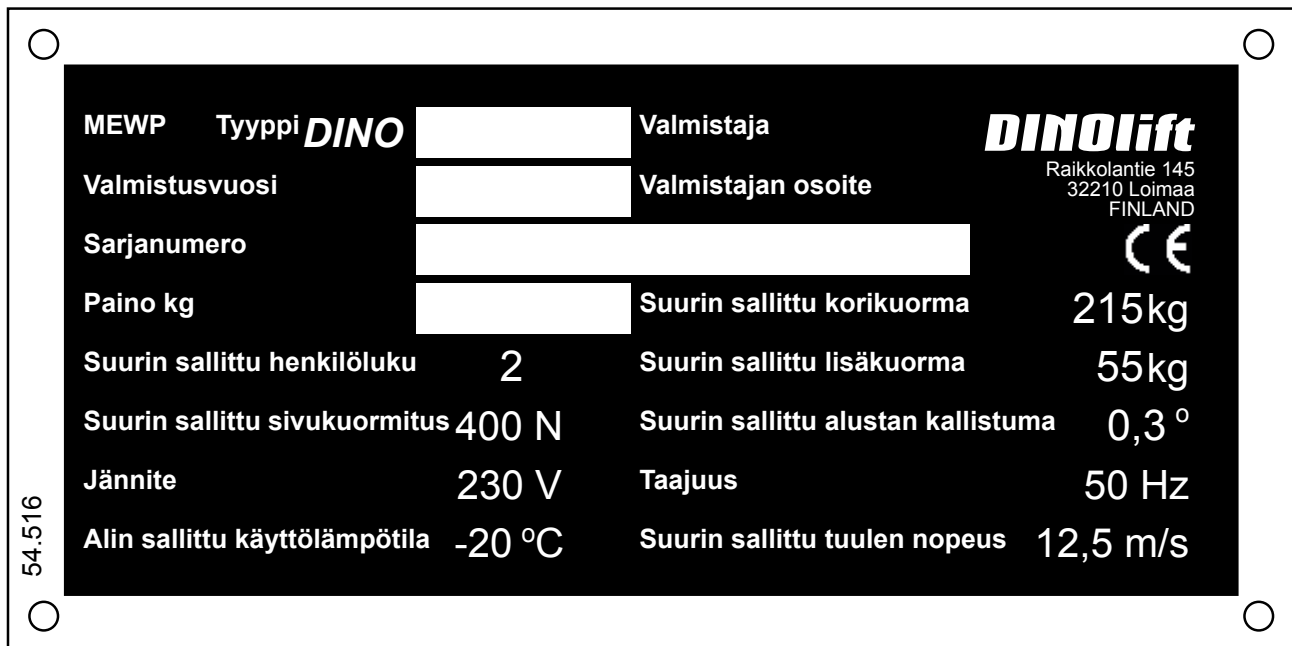 MEWP Tyyppi DINO Valmistaja DINOlift
Raikkolantie 145
Valmistusvuosi Valmistajan osoite 32210 Loimaa
FINLAND
Sarjanumero CE
Paino kg Suurin sallittu korikuorma 215kg
Suurin sallittu henkilöluku 2 Suurin sallittu lisäkuorma 55kg
Suurin sallittu sivukuormitus 400 N Suurin sallittu alustan kallistuma 0,3 º
Jännite 230 V Taajuus 50 Hz
Alin sallittu käyttölämpötila -20 ºC Suurin sallittu tuulen nopeus 12,5 m/s
54.516